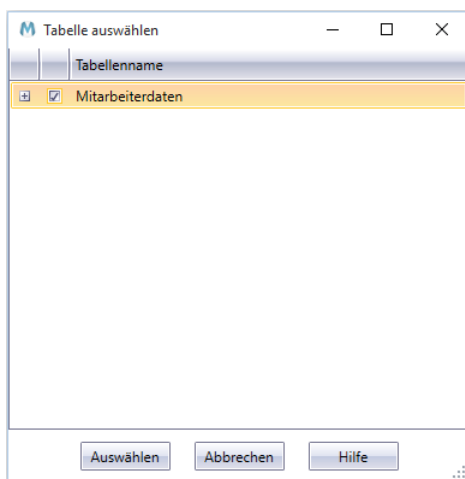 Tabelle auswählen
Tabellenname
Mitarbeiterdaten
Auswählen Abbrechen Hilfe